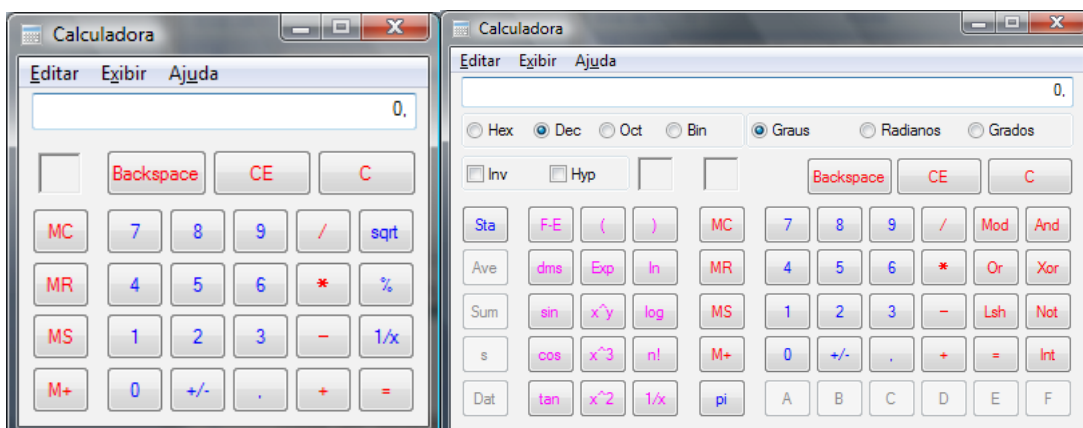 Calculadora
Editar Exibir Ajuda
0,
Backspace CE C
MC 7 8 9 / sqrt
MR 4 5 6 * %
MS 1 2 3 - 1/x
M+ 0 +/- , + =
Calculadora
Editar Exibir Ajuda
0,
Hex Dec Oct Bin Graus Radianos Grados
Inv Hyp Backspace CE C
Sta F-E ( ) MC 7 8 9 / Mod And
Ave dms Exp ln MR 4 5 6 * Or Xor
Sum sin x^y log MS 1 2 3 - Lsh Not
s cos x^3 n! M+ 0 +/- , + = Int
Dat tan x^2 1/x pi A B C D E F